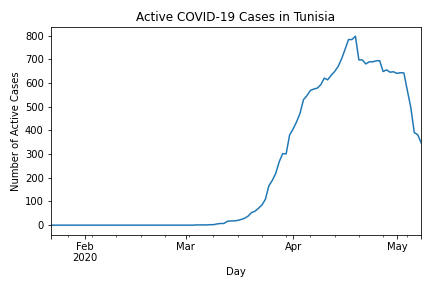 Active COVID-19 Cases in Tunisia
Number of Active Cases
800
700
600
500
400
300
200
100
0
Feb
2020
Mar
Apr
May
Day